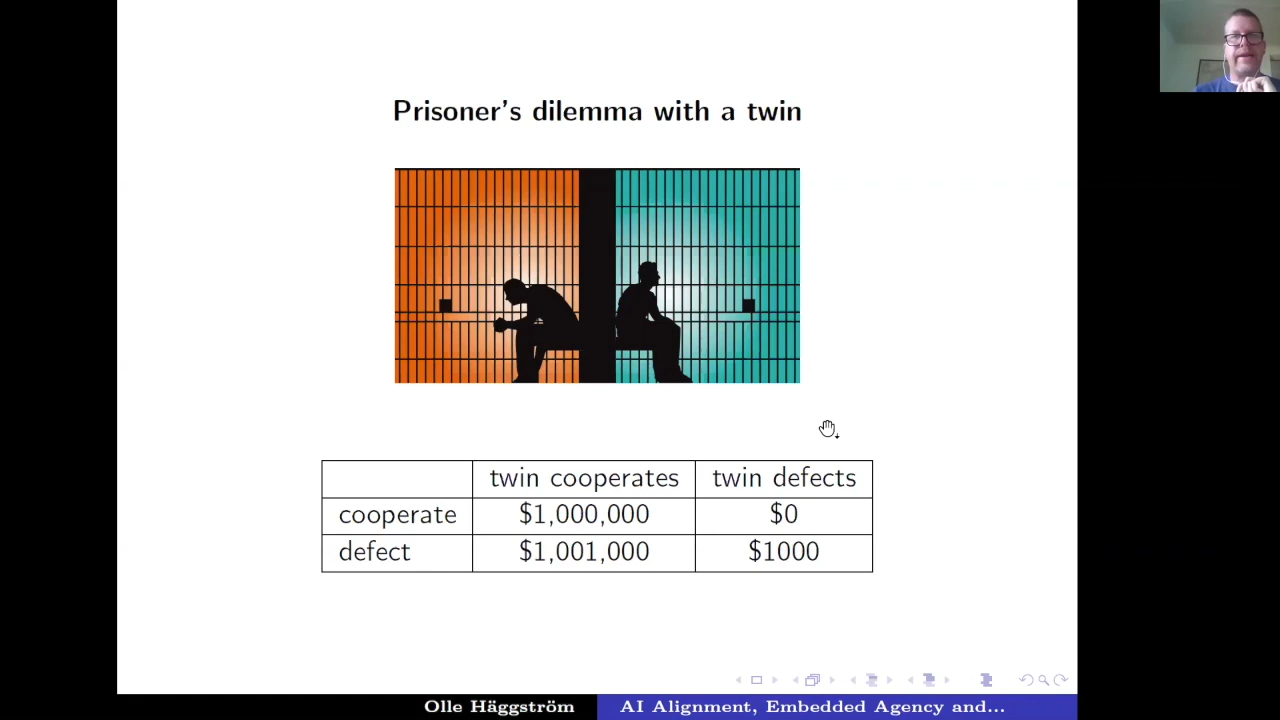 Prisoner's dilemma with a twin
twin cooperates twin defects
cooperate $1,000,000 $0
defect $1,001,000 $1000
Olle Häggström AI Alignment, Embedded Agency and...